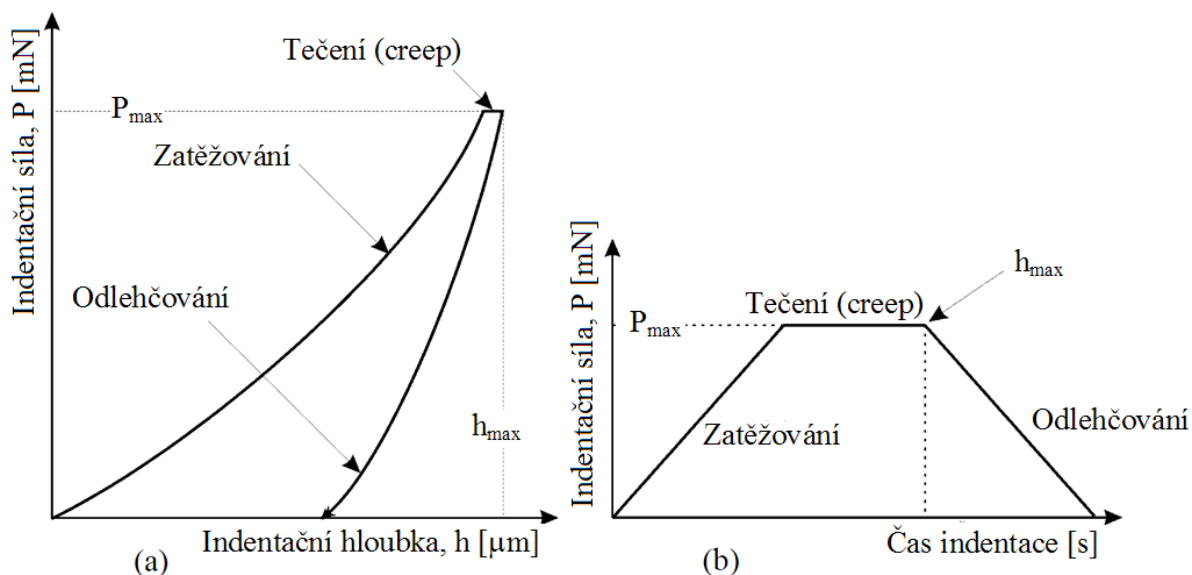 Indentační síla, P [mN]
Tečení (creep)
Pmax
Zatěžování
Odlehčování
hmax
Indentační hloubka, h [µm]
(a)
Indentační síla, P [mN]
hmax
Tečení (creep)
Pmax
Zatěžování
Odlehčování
Čas indentace [s]
(b)